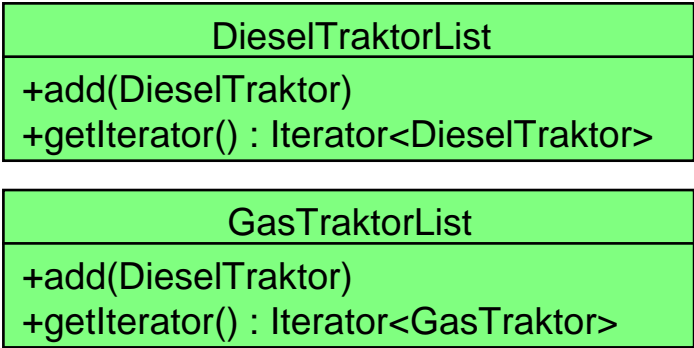 DieselTraktorList
+add(DieselTraktor)
+getIterator() : Iterator<DieselTraktor>
GasTraktorList
+add(DieselTraktor)
+getIterator() : Iterator<GasTraktor>